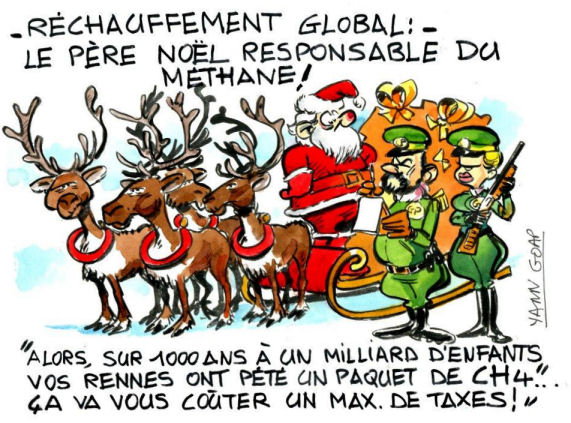 - RÉCHAUFFEMENT GLOBAL: -
LE PÈRE NOËL RESPONSABLE DU
MÉTHANE!
YANN GOAP
"ALORS, SUR 1000 ANS À UN MILLIARD D'ENFANTS
VOS RENNES ONT PÉTÉ UN PAQUET DE CH4"...
ÇA VA VOUS COÛTER UN MAX. DE TAXES!"